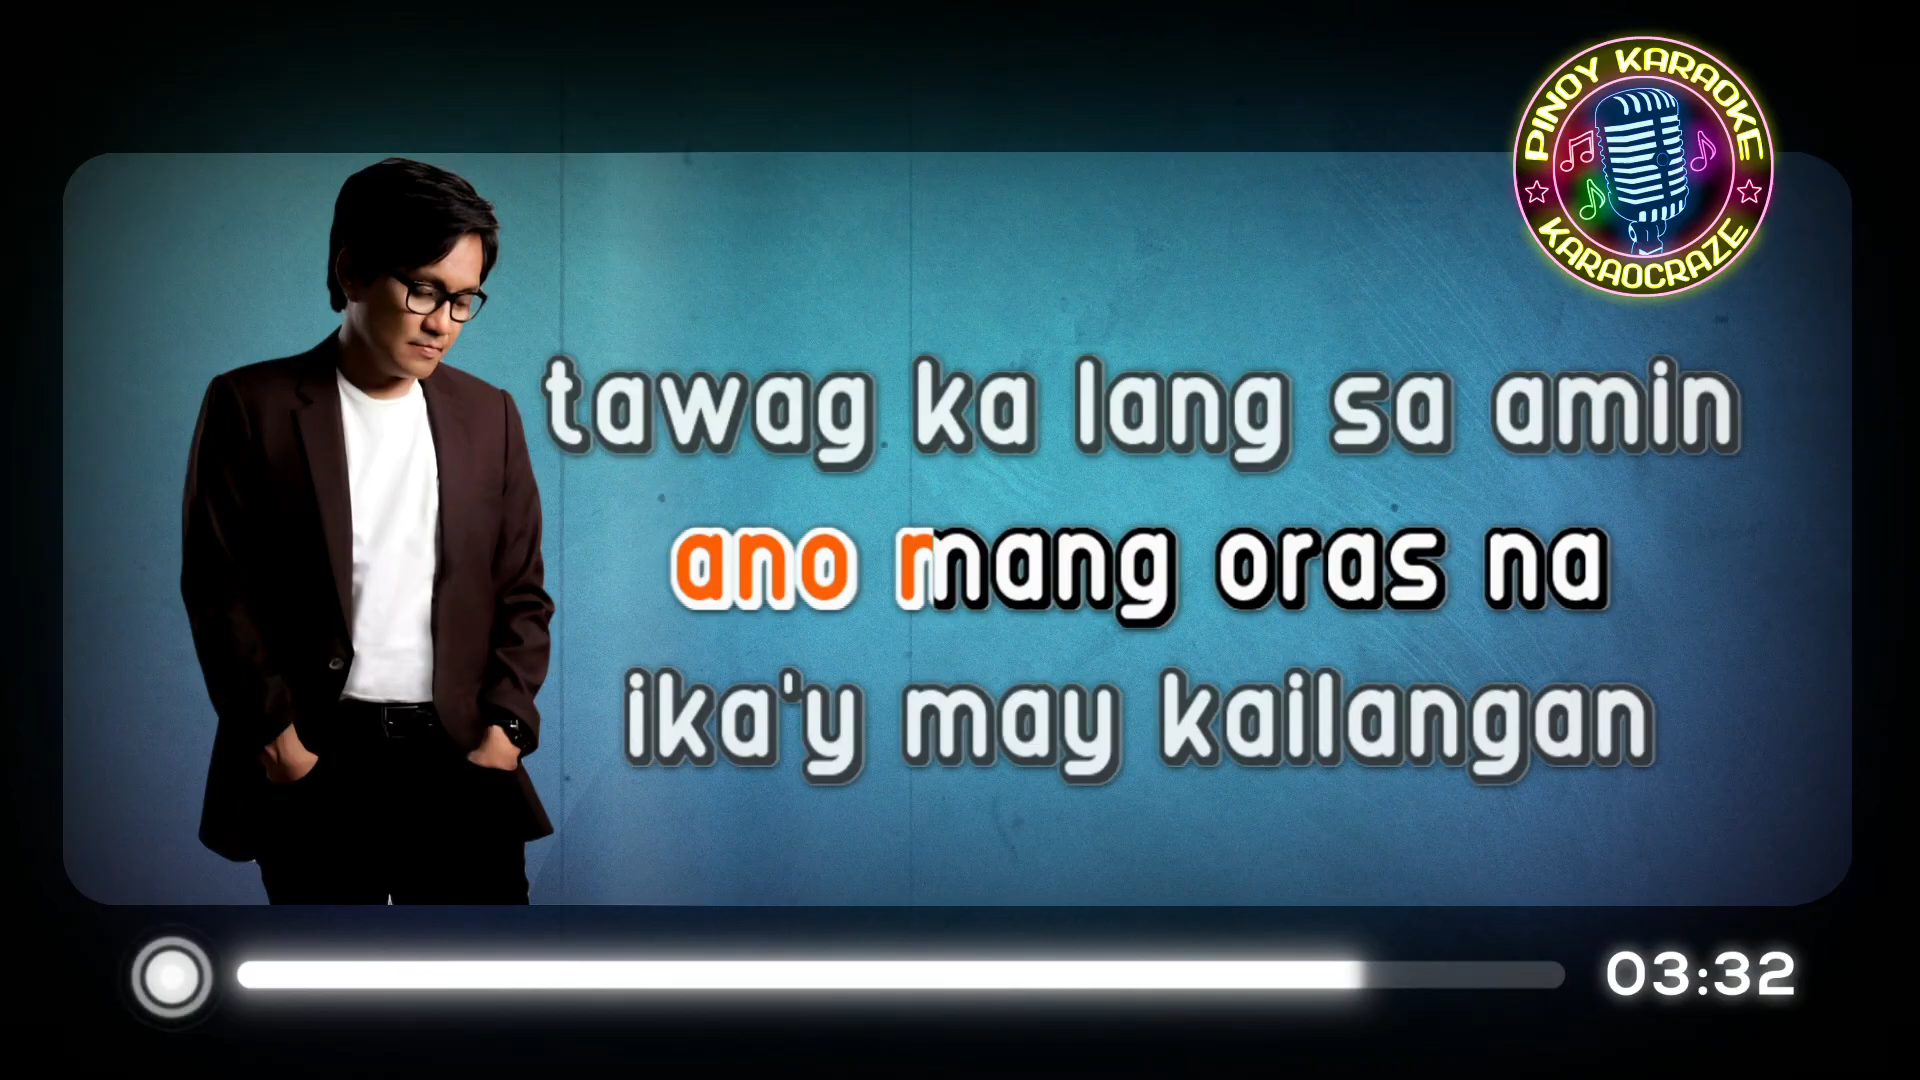 PINOY KARAOKE
KARAOCRAZE
tawag ka lang sa amin
ano mang oras na
ika'y may kailangan
03:32